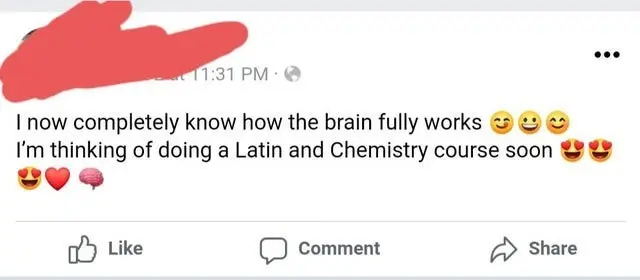 at 11:31 PM ·
I now completely know how the brain fully works 😋😀😊
I'm thinking of doing a Latin and Chemistry course soon 😍😍
😍❤️ 🧠
Like
Comment
Share